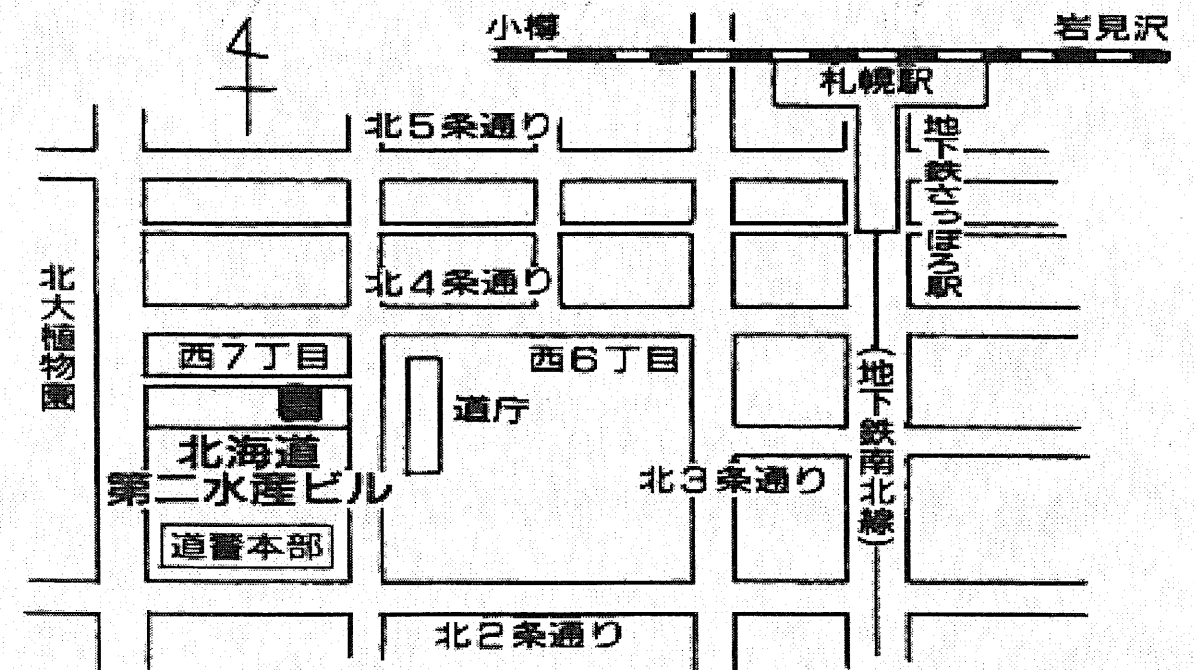 小樽
岩見沢
札幌駅
4
北5条通り
地下鉄さっぽろ駅
北4条通り
北大植物園
西7丁目
西6丁目
道庁
(地下鉄南北線)
北海道
第二水産ビル
北3条通り
道警本部
北2条通り